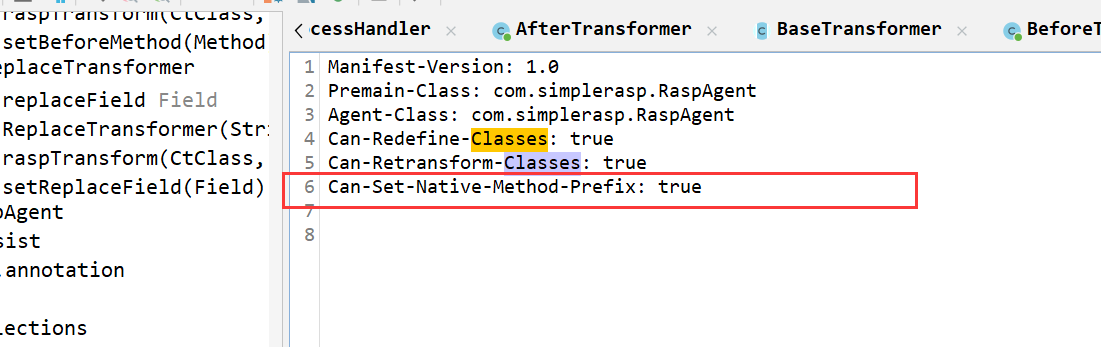 raspTransform(CtClass,
setBeforeMethod(Method
eplaceTransformer
replaceField Field
ReplaceTransformer(Stri
raspTransform(CtClass,
setReplaceField(Field)
pAgent
sist
.annotation
lections
cessHandler
AfterTransformer
BaseTransformer
BeforeT
1 Manifest-Version: 1.0
2 Premain-Class: com.simplerasp.RaspAgent
3 Agent-Class: com.simplerasp.RaspAgent
4 Can-Redefine-Classes: true
5 Can-Retransform-Classes: true
6 Can-Set-Native-Method-Prefix: true
7
8